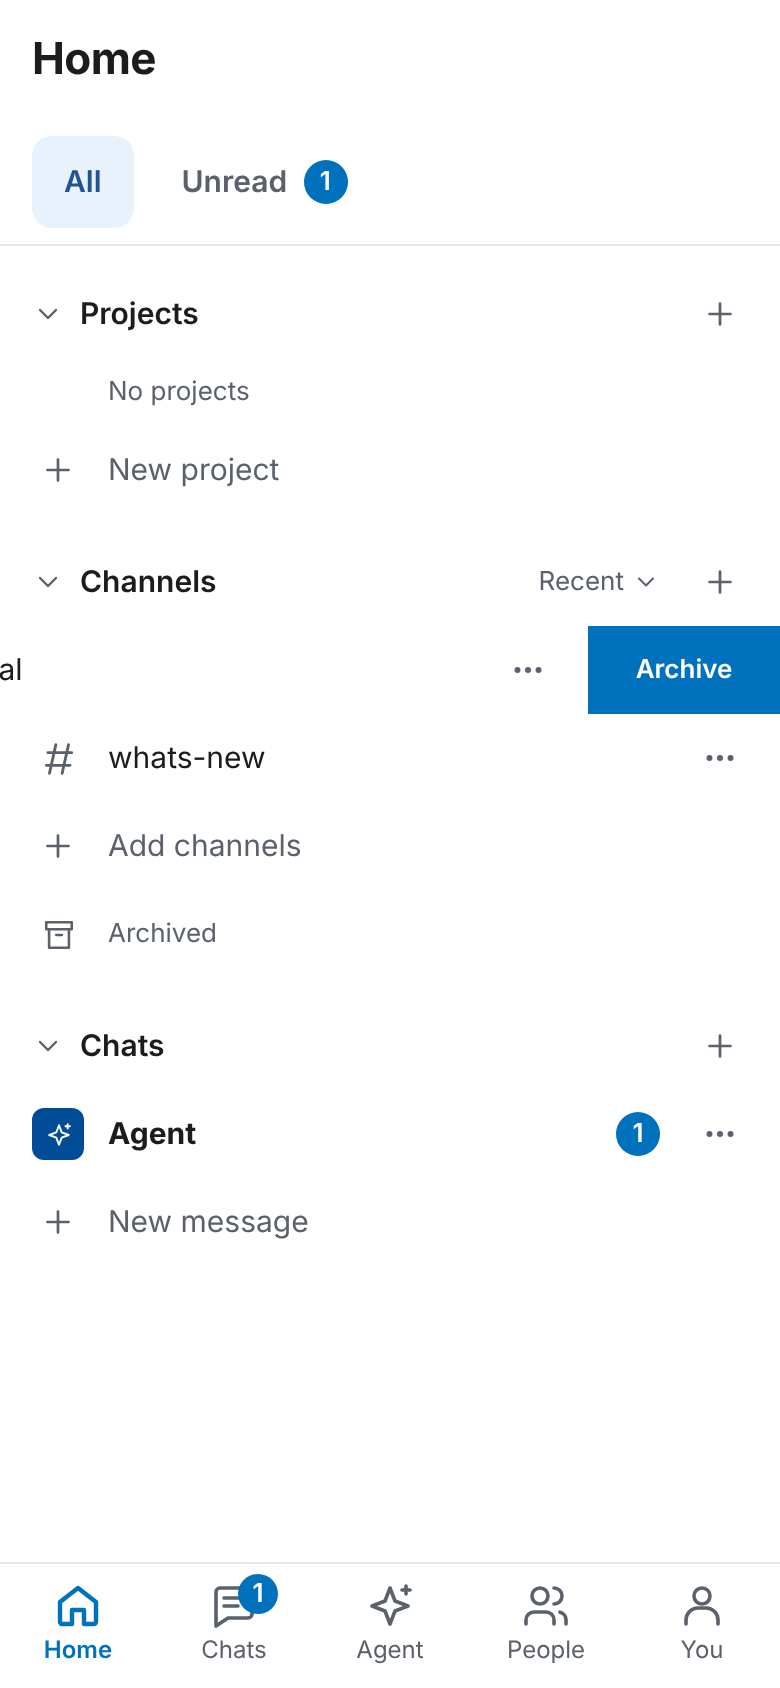 Home
All
Unread 1
Projects
No projects
New project
Channels Recent
al Archive
whats-new
Add channels
Archived
Chats
Agent 1
New message
1
Home Chats Agent People You